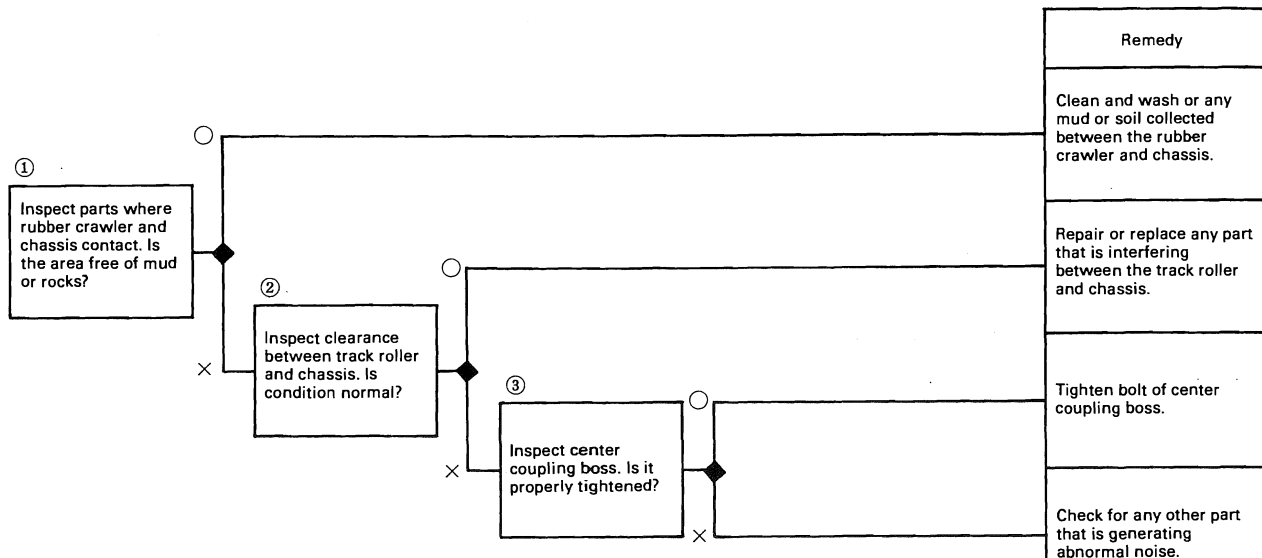 Remedy
Clean and wash or any
mud or soil collected
between the rubber
crawler and chassis.
○
①
Inspect parts where
rubber crawler and
chassis contact. Is
the area free of mud
or rocks?
Repair or replace any part
that is interfering
between the track roller
and chassis.
○
②
Inspect clearance
between track roller
and chassis. Is
condition normal?
×
Tighten bolt of center
coupling boss.
③
○
Inspect center
coupling boss. Is it
properly tightened?
×
Check for any other part
that is generating
abnormal noise.
×